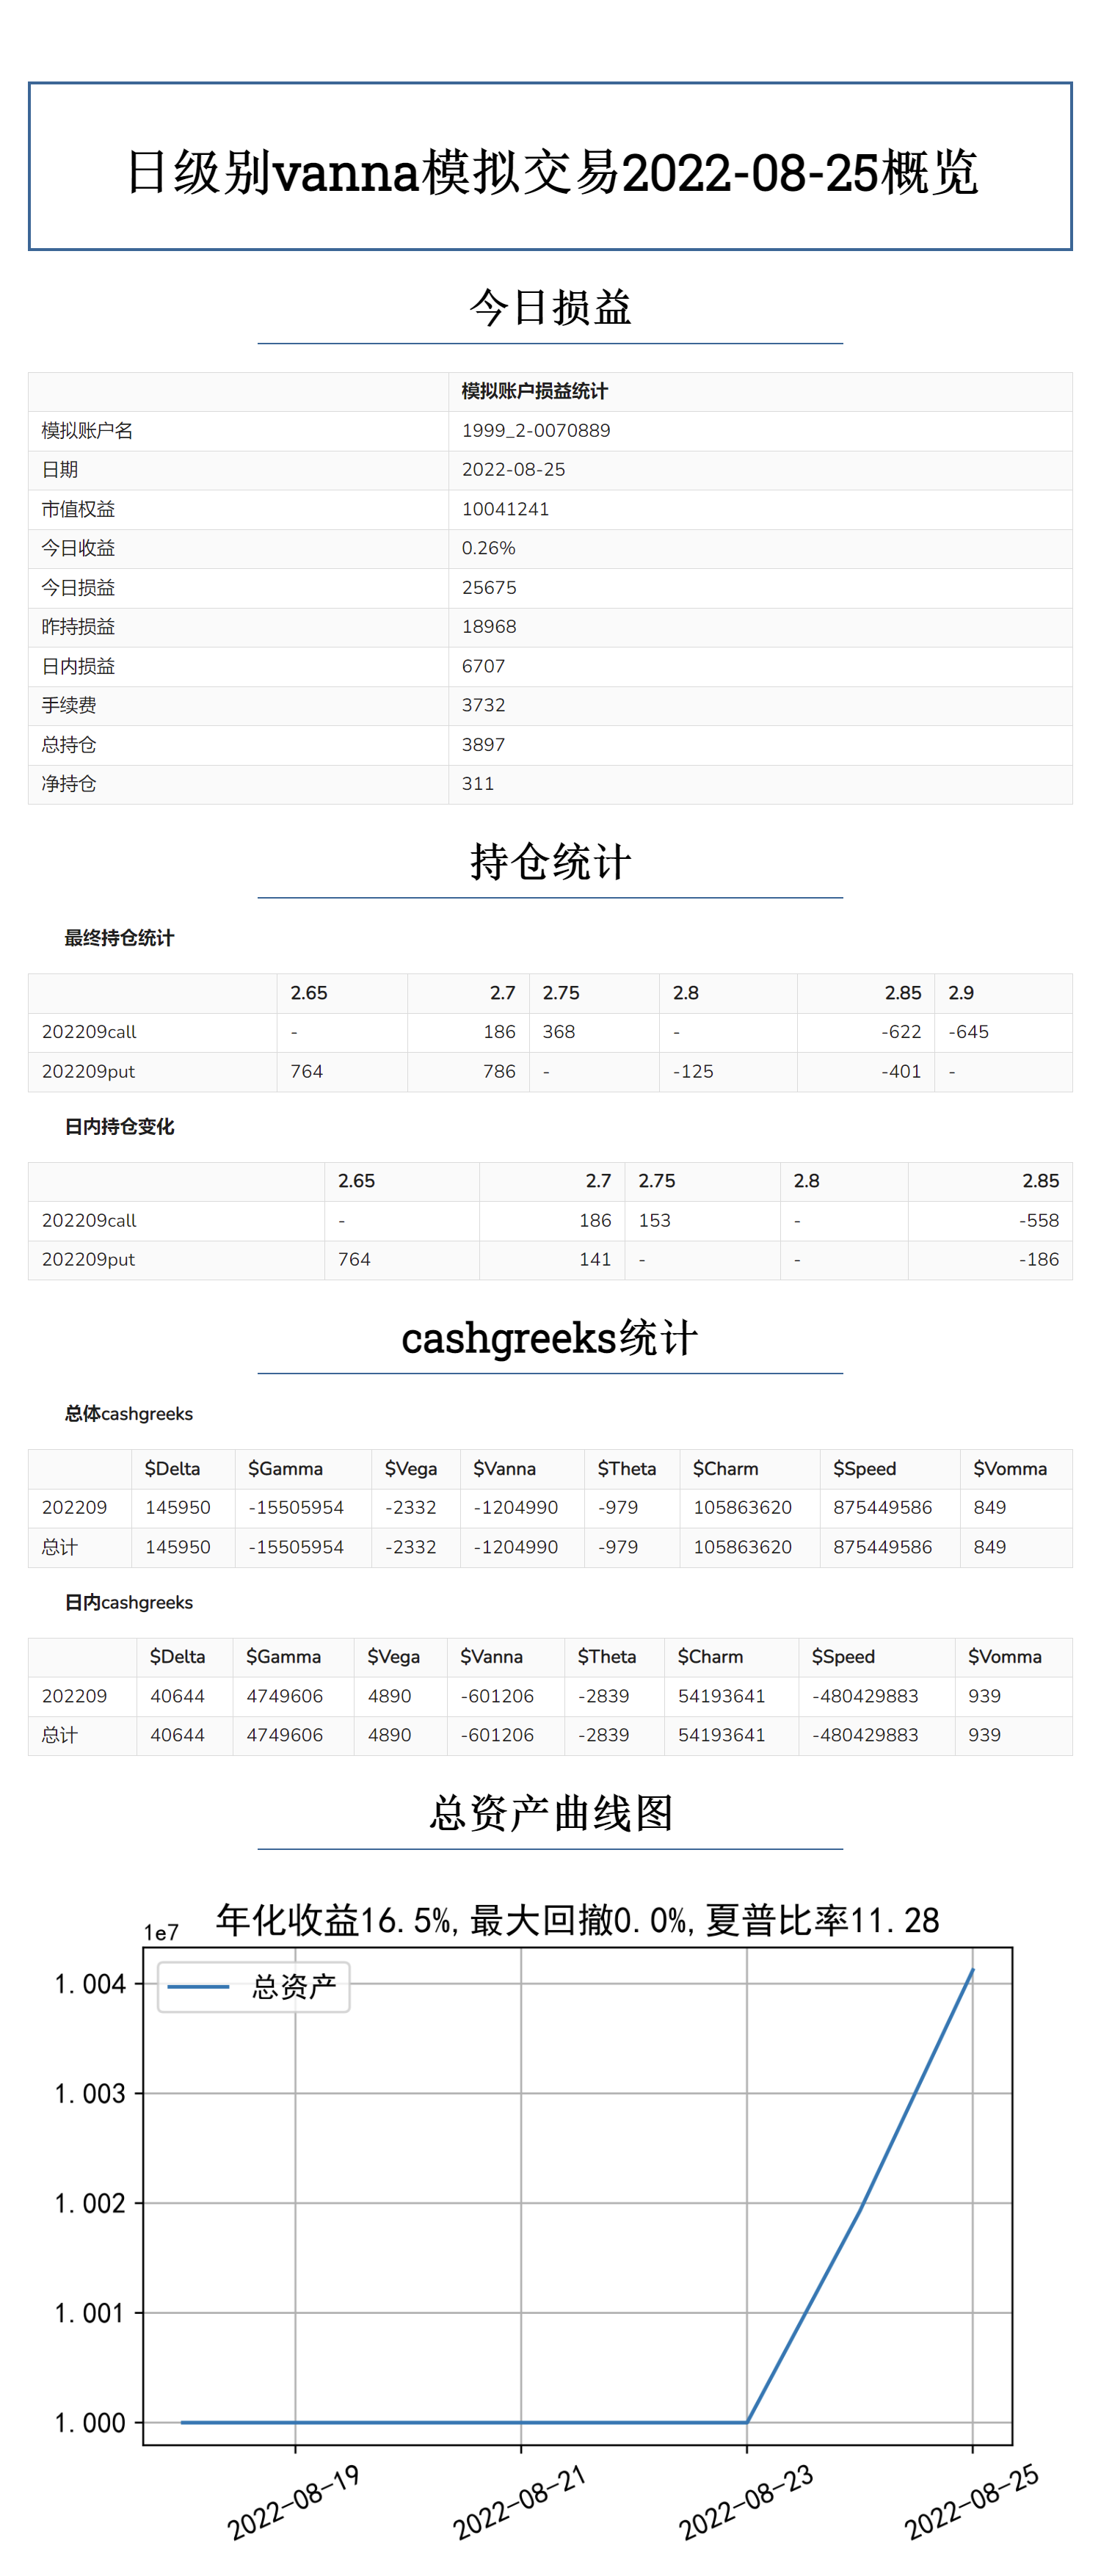 日级别vanna模拟交易2022-08-25概览
今日损益
模拟账户损益统计
模拟账户名 1999_2-0070889
日期 2022-08-25
市值权益 10041241
今日收益 0.26%
今日损益 25675
昨持损益 18968
日内损益 6707
手续费 3732
总持仓 3897
净持仓 311
持仓统计
最终持仓统计
2.65 2.7 2.75 2.8 2.85 2.9
202209call - 186 368 - -622 -645
202209put 764 786 - -125 -401 -
日内持仓变化
2.65 2.7 2.75 2.8 2.85
202209call - 186 153 - -558
202209put 764 141 - - -186
cashgreeks统计
总体cashgreeks
$Delta $Gamma $Vega $Vanna $Theta $Charm $Speed $Vomma
202209 145950 -15505954 -2332 -1204990 -979 105863620 875449586 849
总计 145950 -15505954 -2332 -1204990 -979 105863620 875449586 849
日内cashgreeks
$Delta $Gamma $Vega $Vanna $Theta $Charm $Speed $Vomma
202209 40644 4749606 4890 -601206 -2839 54193641 -480429883 939
总计 40644 4749606 4890 -601206 -2839 54193641 -480429883 939
总资产曲线图
年化收益16.5%,最大回撤0.0%,夏普比率11.28
1e7
总资产
1.004
1.003
1.002
1.001
1.000
2022-08-19 2022-08-21 2022-08-23 2022-08-25